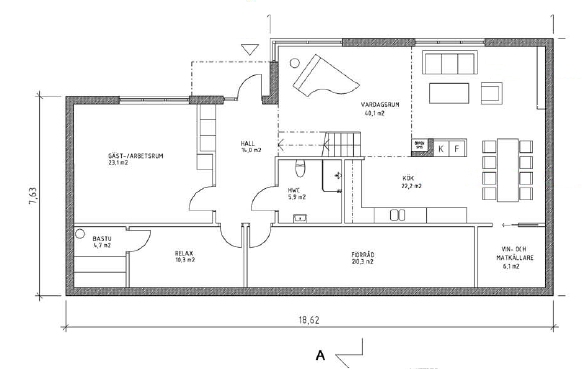 VARDAGSRUM
40,1 m2
HALL
14,0 m2
GÄST-/ARBETSRUM
23,1 m2
K F
KÖK
22,2 m2
HWC
5,9 m2
7,63
BASTU
4,7 m2
RELAX
10,3 m2
FÖRRÅD
20,3 m2
VIN- OCH
MATKÄLLARE
6,1 m2
18,62
A